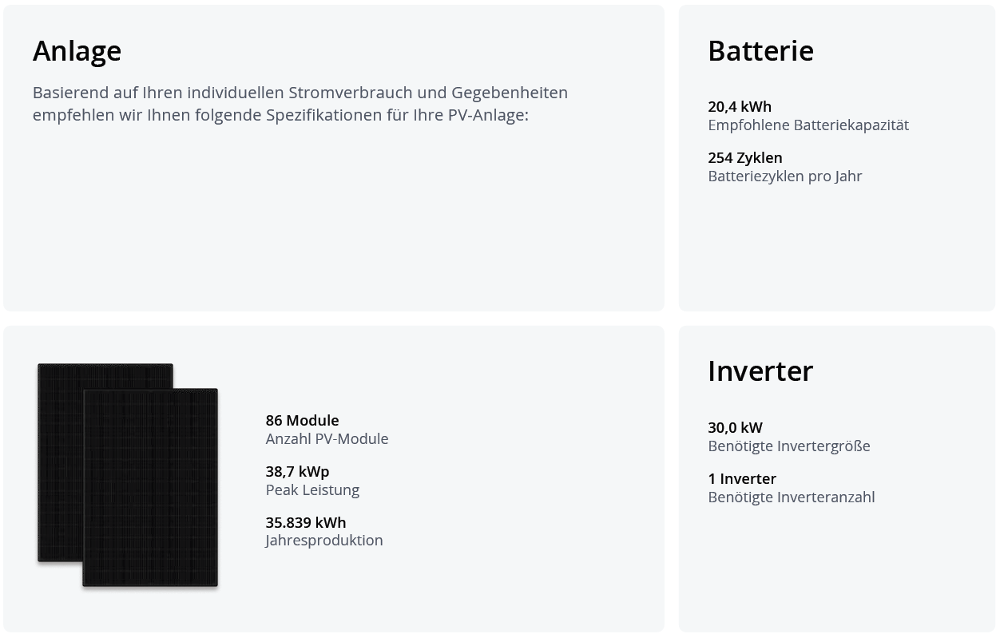 Anlage
Basierend auf Ihren individuellen Stromverbrauch und Gegebenheiten
empfehlen wir Ihnen folgende Spezifikationen für Ihre PV-Anlage:
Batterie
20,4 kWh
Empfohlene Batteriekapazität
254 Zyklen
Batteriezyklen pro Jahr
86 Module
Anzahl PV-Module
38,7 kWp
Peak Leistung
35.839 kWh
Jahresproduktion
Inverter
30,0 kW
Benötigte Invertergröße
1 Inverter
Benötigte Inverteranzahl